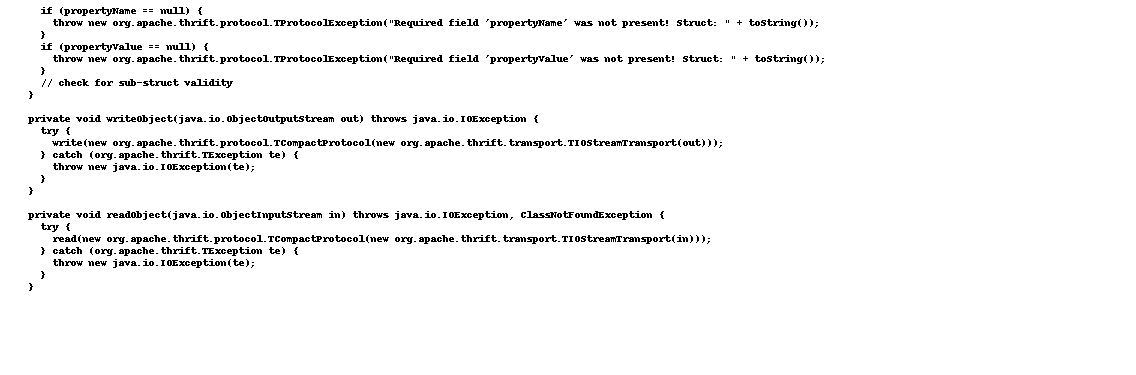 if (propertyName == null) {
throw new org.apache.thrift.protocol.TProtocolException("Required field 'propertyName' was not present! Struct: " + toString());
}
if (propertyValue == null) {
throw new org.apache.thrift.protocol.TProtocolException("Required field 'propertyValue' was not present! Struct: " + toString());
}
// check for sub-struct validity
}
private void writeObject(java.io.ObjectOutputStream out) throws java.io.IOException {
try {
write(new org.apache.thrift.protocol.TCompactProtocol(new org.apache.thrift.transport.TIOStreamTransport(out)));
} catch (org.apache.thrift.TException te) {
throw new java.io.IOException(te);
}
}
private void readObject(java.io.ObjectInputStream in) throws java.io.IOException, ClassNotFoundException {
try {
read(new org.apache.thrift.protocol.TCompactProtocol(new org.apache.thrift.transport.TIOStreamTransport(in)));
} catch (org.apache.thrift.TException te) {
throw new java.io.IOException(te);
}
}